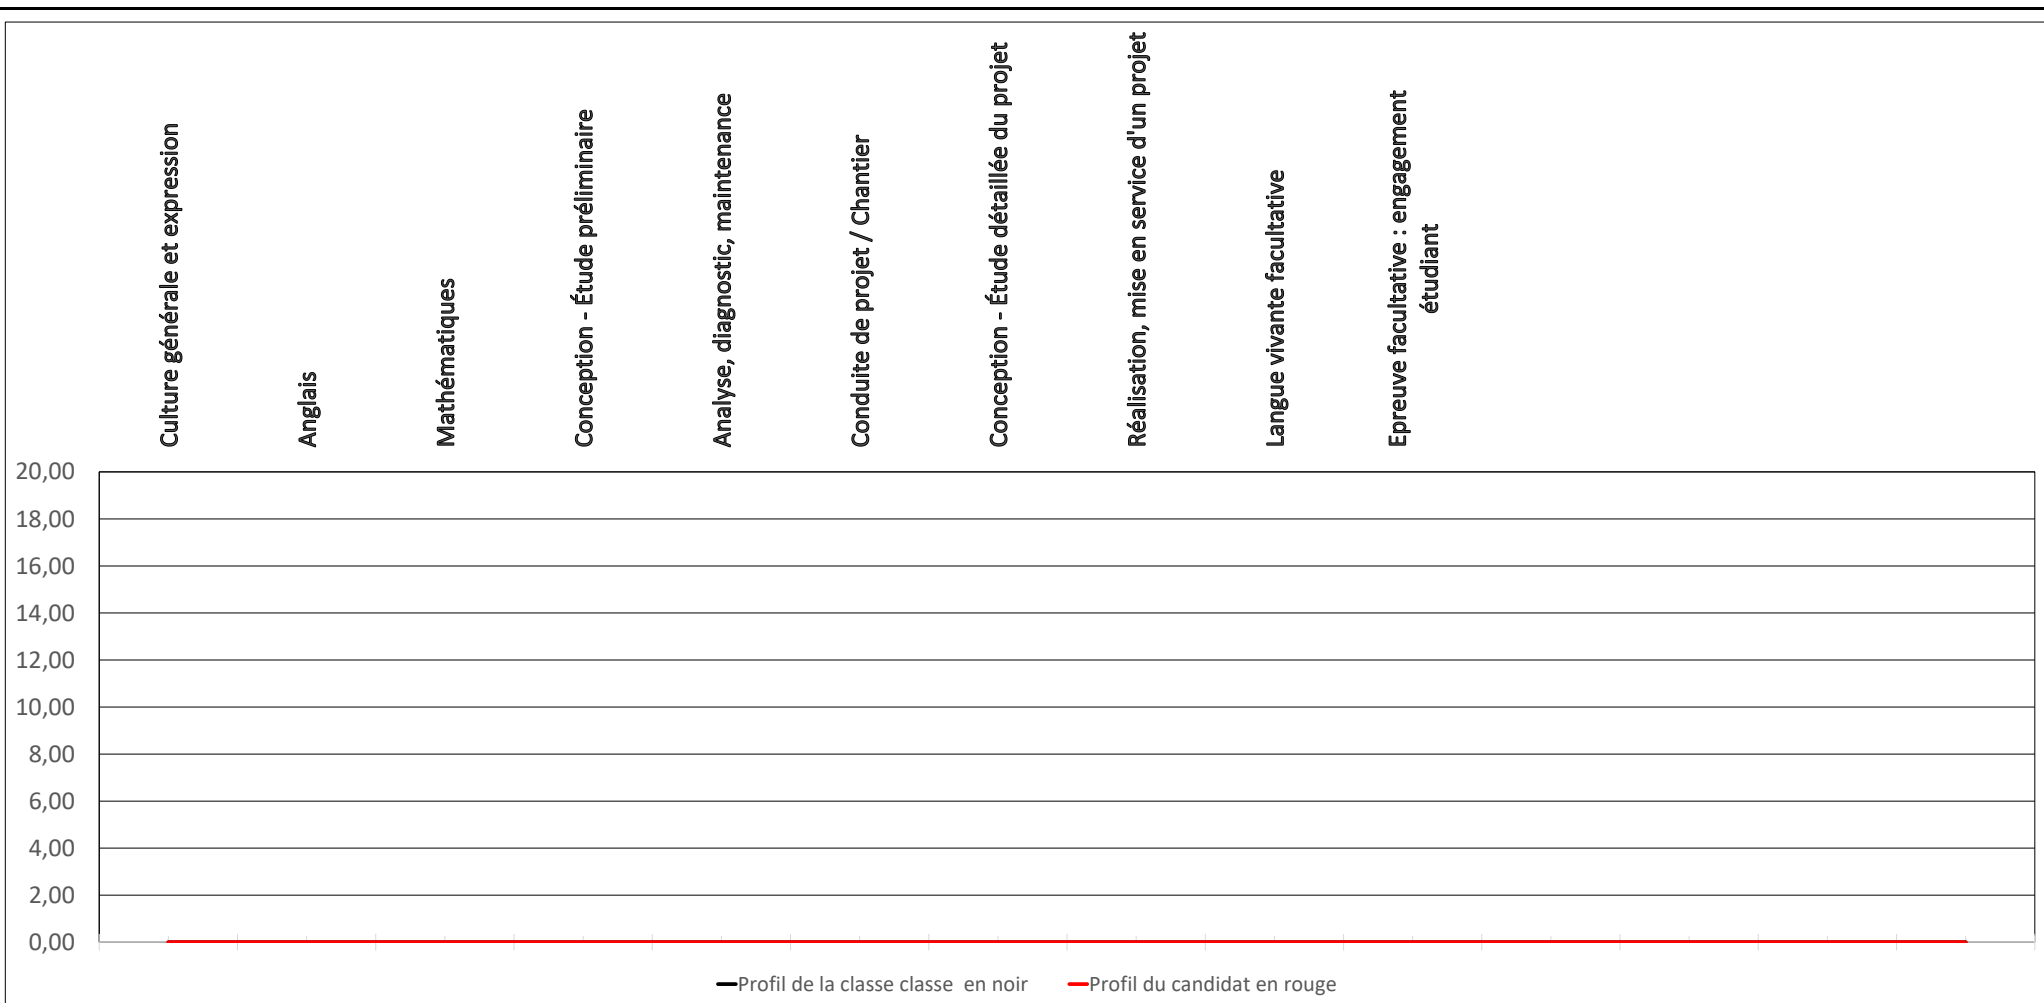 Culture générale et expression
Anglais
Mathématiques
Conception - Étude préliminaire
Analyse, diagnostic, maintenance
Conduite de projet / Chantier
Conception - Étude détaillée du projet
Réalisation, mise en service d'un projet
Langue vivante facultative
Epreuve facultative : engagement
étudiant
20,00
18,00
16,00
14,00
12,00
10,00
8,00
6,00
4,00
2,00
0,00
Profil de la classe classe  en noir
Profil du candidat en rouge